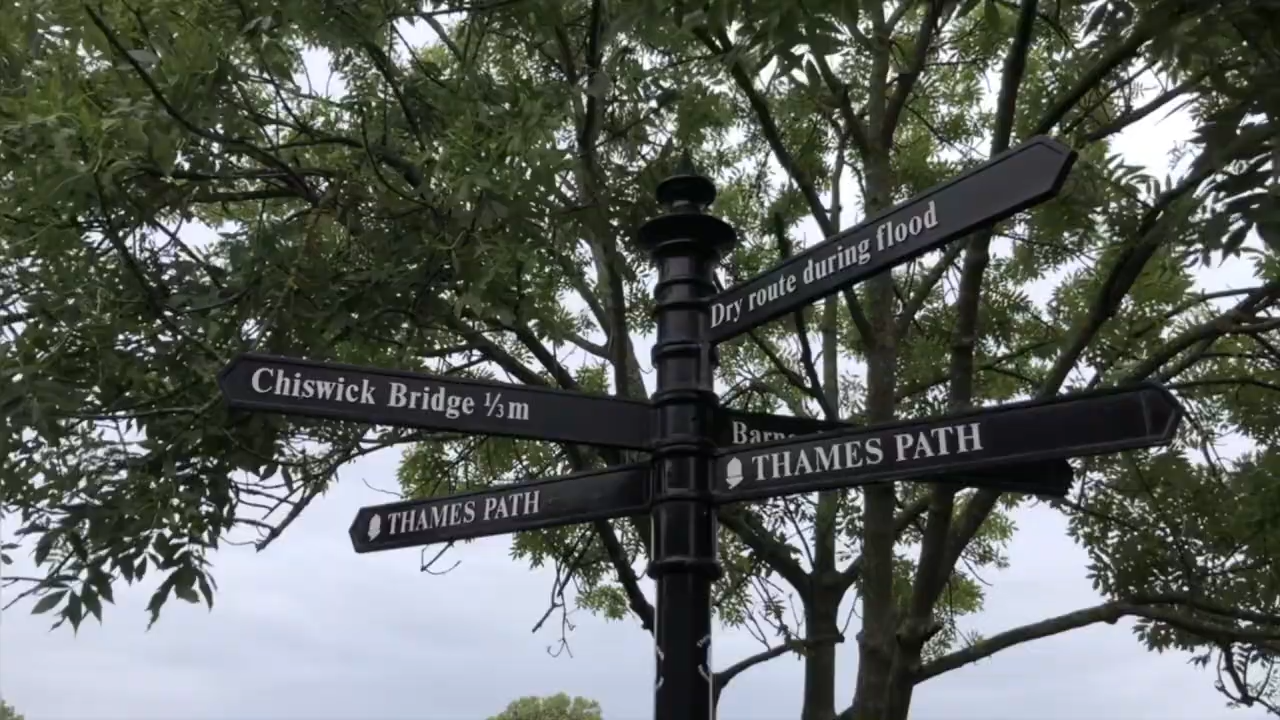 Dry route during flood
Chiswick Bridge ⅓m
THAMES PATH
THAMES PATH